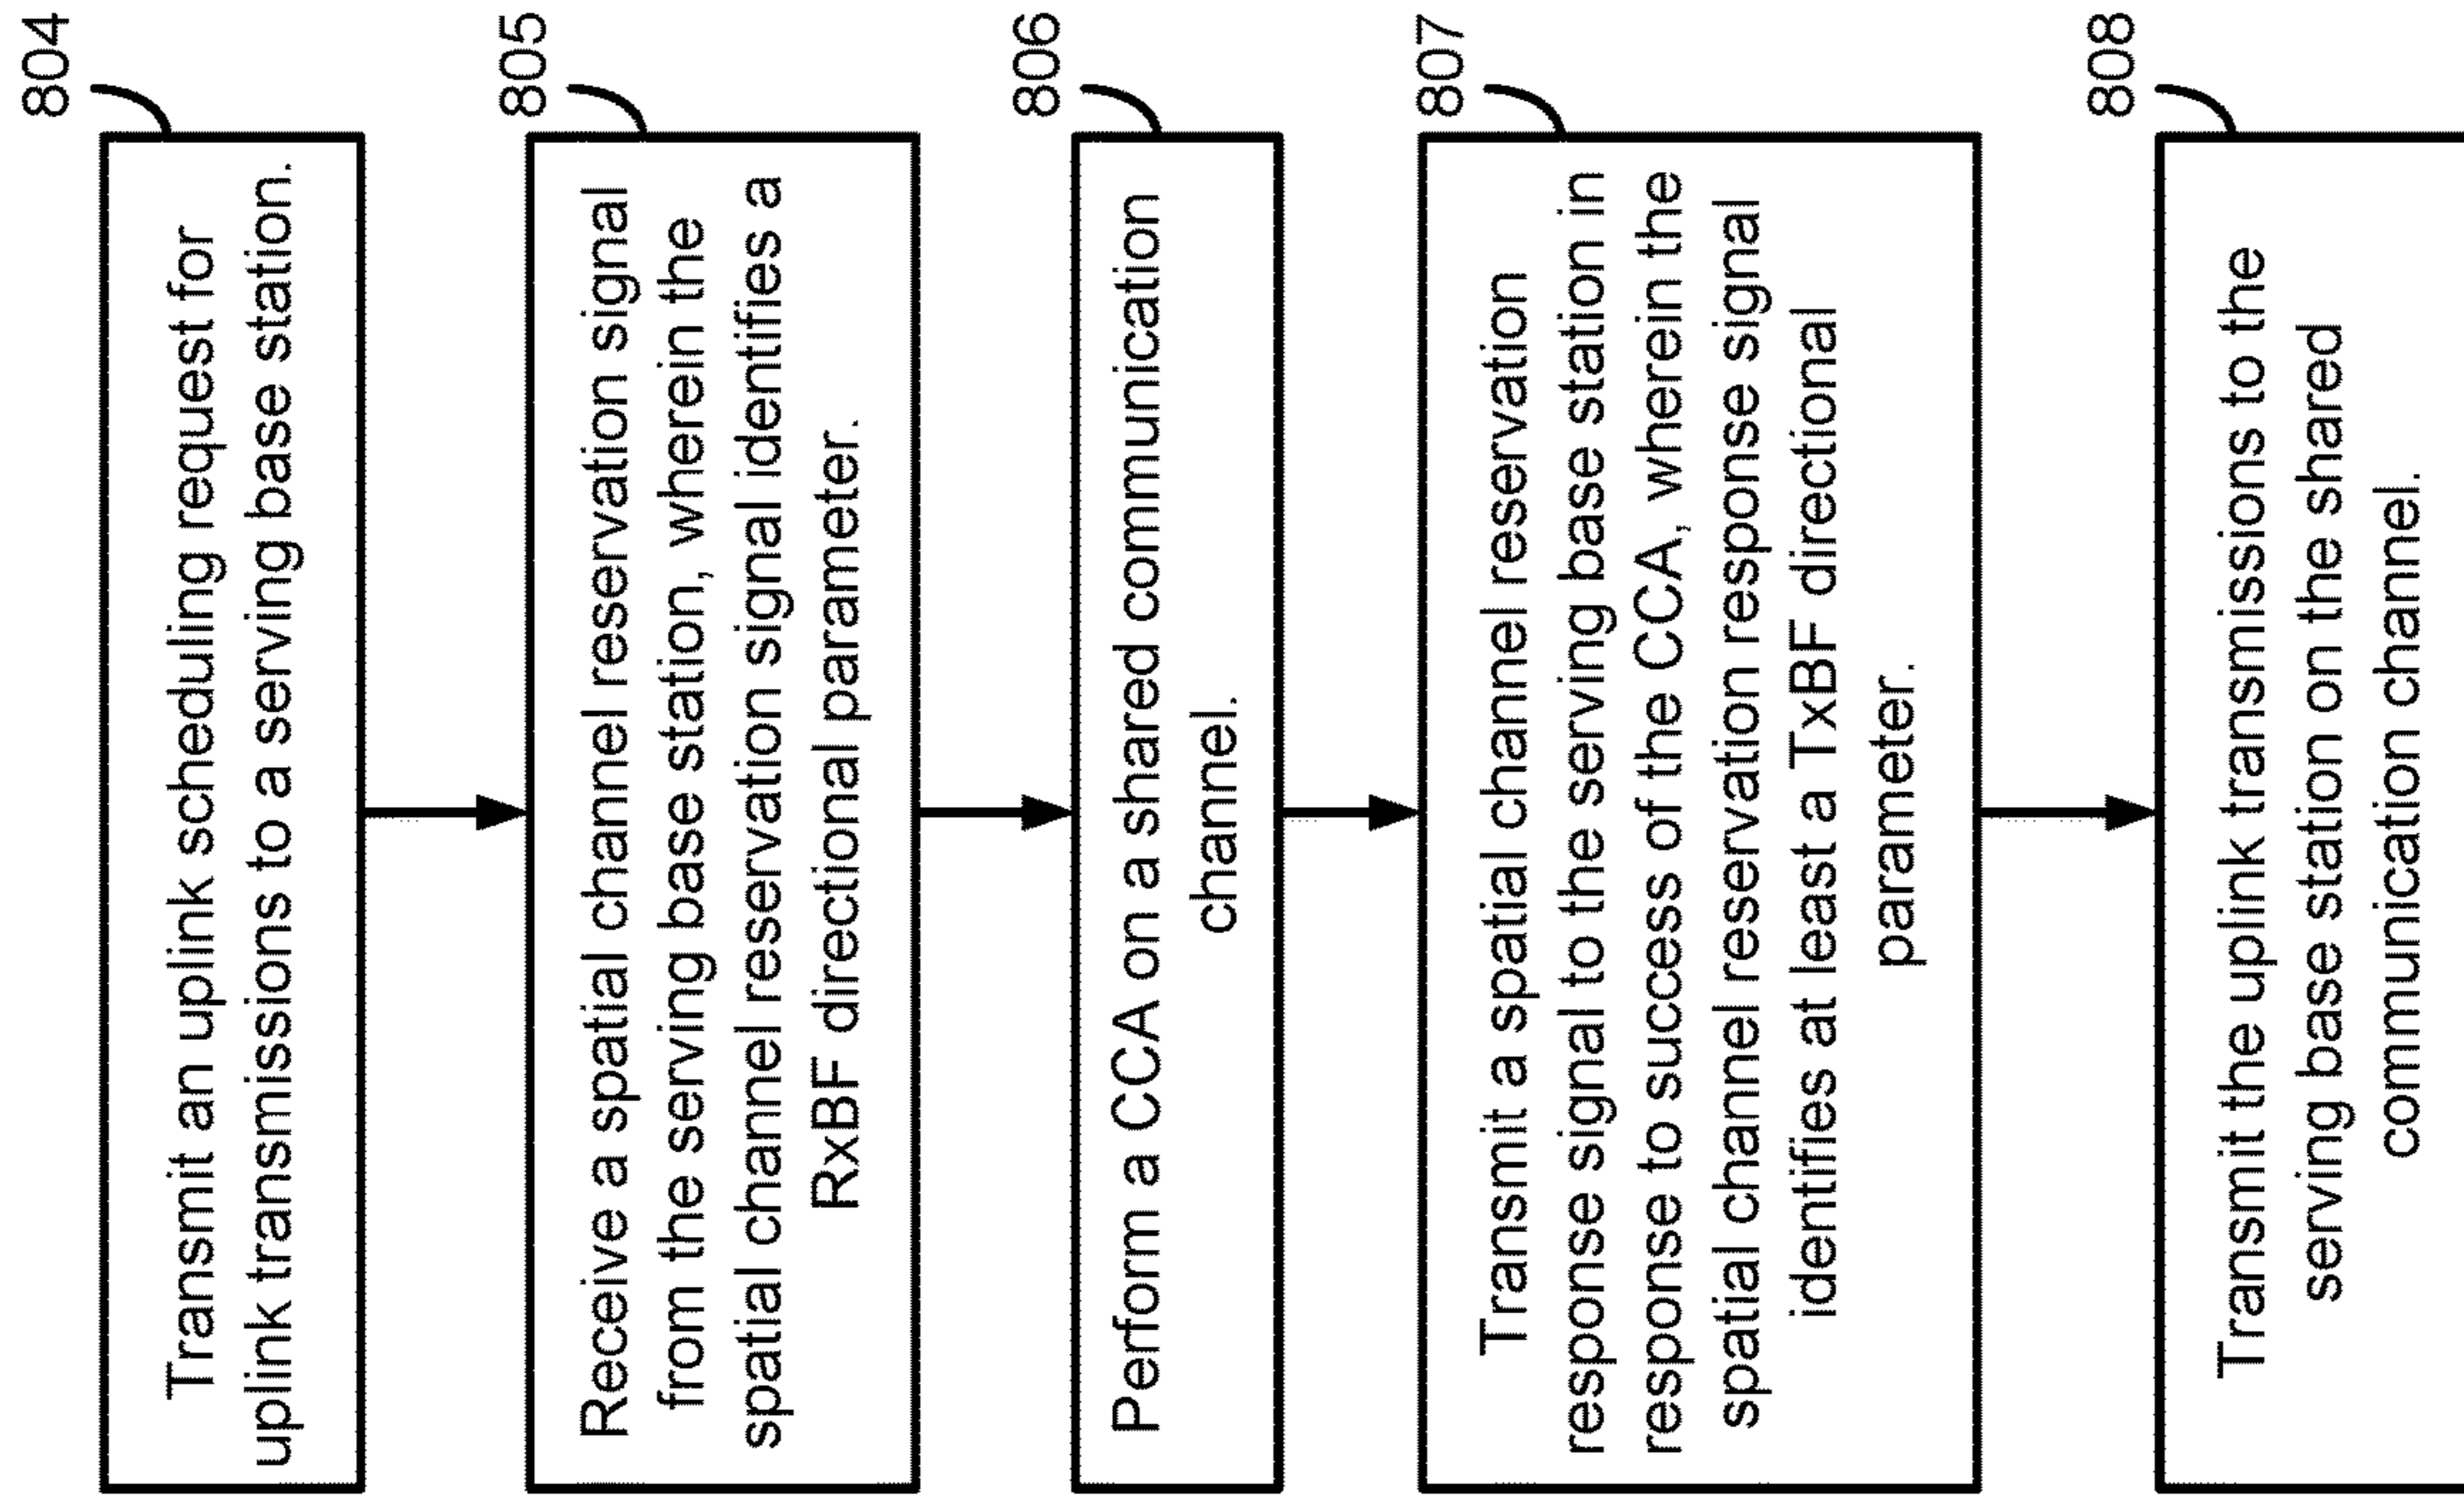 804
Transmit an uplink scheduling request for
uplink transmissions to a serving base station.
805
Receive a spatial channel reservation signal
from the serving base station, wherein the
spatial channel reservation signal identifies a
RxBF directional parameter.
806
Perform a CCA on a shared communication
channel.
807
Transmit a spatial channel reservation
response signal to the serving base station in
response to success of the CCA, wherein the
spatial channel reservation response signal
identifies at least a TxBF directional
parameter.
808
Transmit the uplink transmissions to the
serving base station on the shared
communication channel.